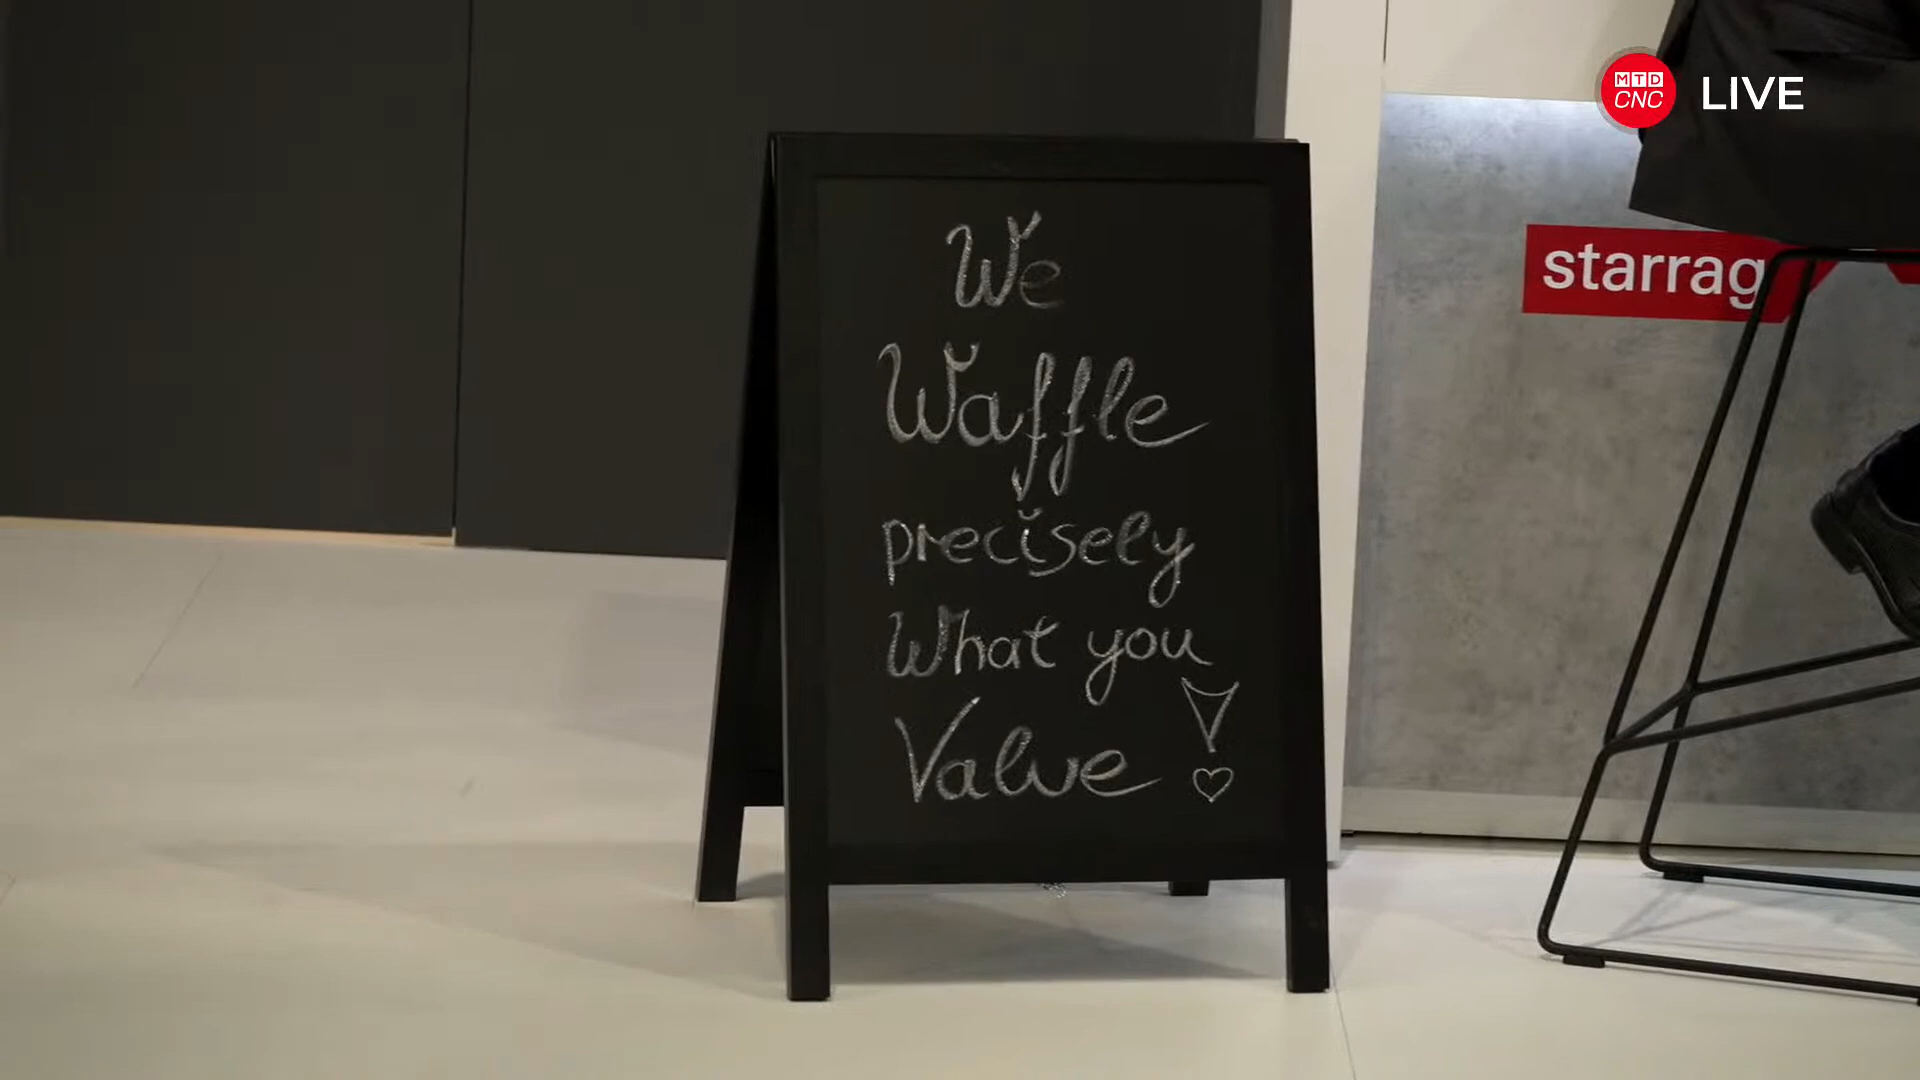 MTD
CNC
LIVE
starrag
We
Waffle
precisely
What you
Value!